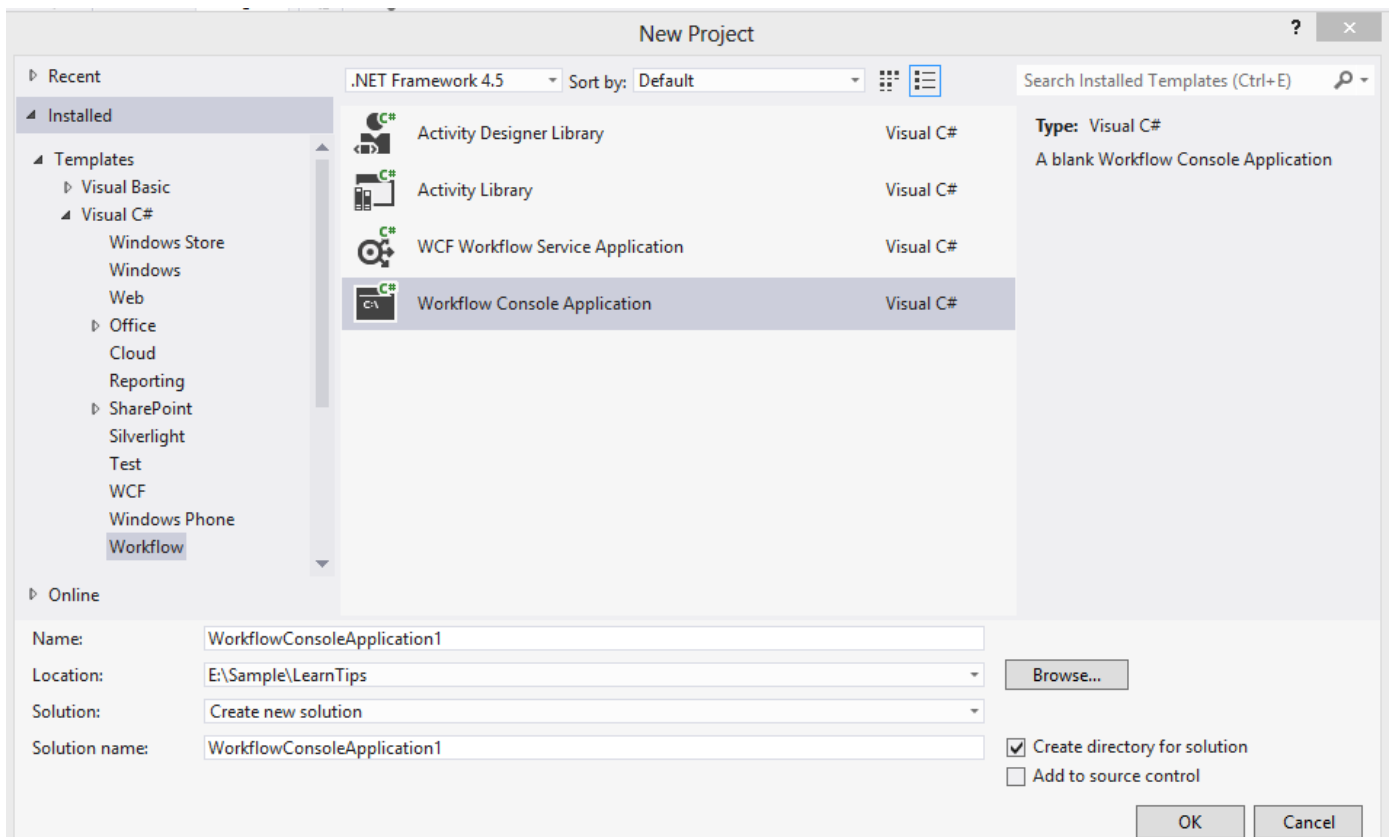 New Project
?
Recent
.NET Framework 4.5
Sort by: Default
Search Installed Templates (Ctrl+E)
Installed
Templates
Visual Basic
Visual C#
Windows Store
Windows
Web
Office
Cloud
Reporting
SharePoint
Silverlight
Test
WCF
Windows Phone
Workflow
Online
C# Activity Designer Library Visual C#
C# Activity Library Visual C#
C# WCF Workflow Service Application Visual C#
C# C:\ Workflow Console Application Visual C#
Type: Visual C#
A blank Workflow Console Application
Name: WorkflowConsoleApplication1
Location: E:\Sample\LearnTips Browse...
Solution: Create new solution
Solution name: WorkflowConsoleApplication1
Create directory for solution
Add to source control
OK Cancel